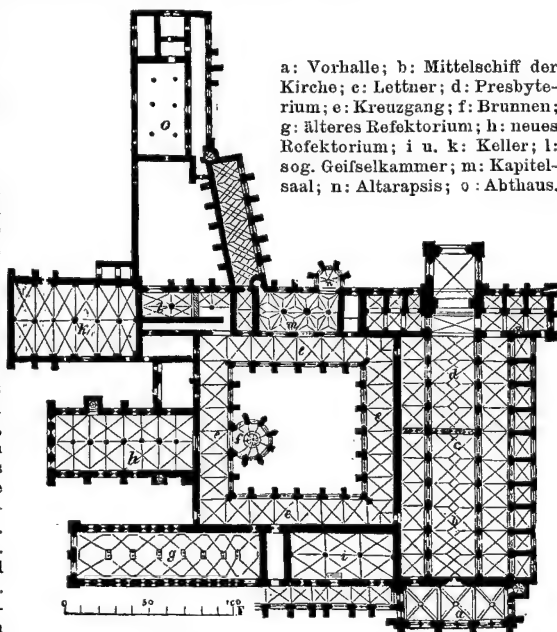 a: Vorhalle; b: Mittelschiff der
Kirche; c: Lettner; d: Presbyte-
rium; e: Kreuzgang; f: Brunnen;
g: älteres Refektorium; h: neues
Refektorium; i u. k: Keller; l:
sog. Geißelkammer; m: Kapitel-
saal; n: Altarapsis; o: Abthaus.
o
n
l
m
k
e
d
e
f
e
c
h
e
b
g
i
a
0 50 100